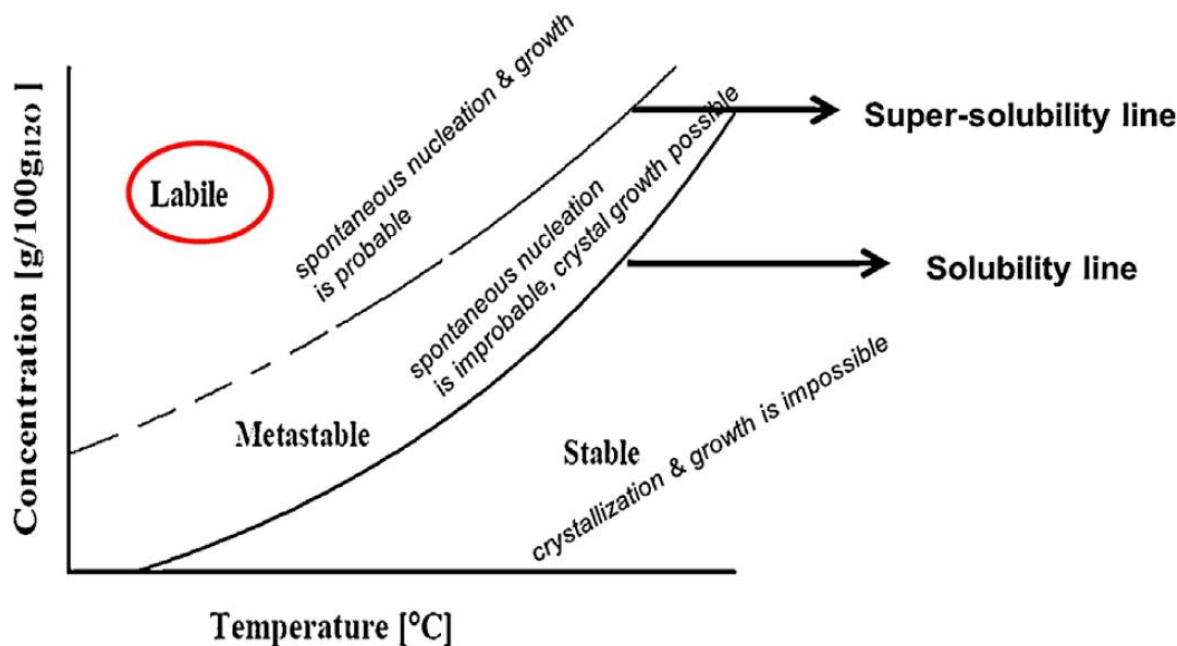 Concentration [g/100gH2O ]
Labile
spontaneous nucleation & growth
is probable
spontaneous nucleation
is improbable, crystal growth possible
Super-solubility line
Solubility line
Metastable
Stable
crystallization & growth is impossible
Temperature [°C]